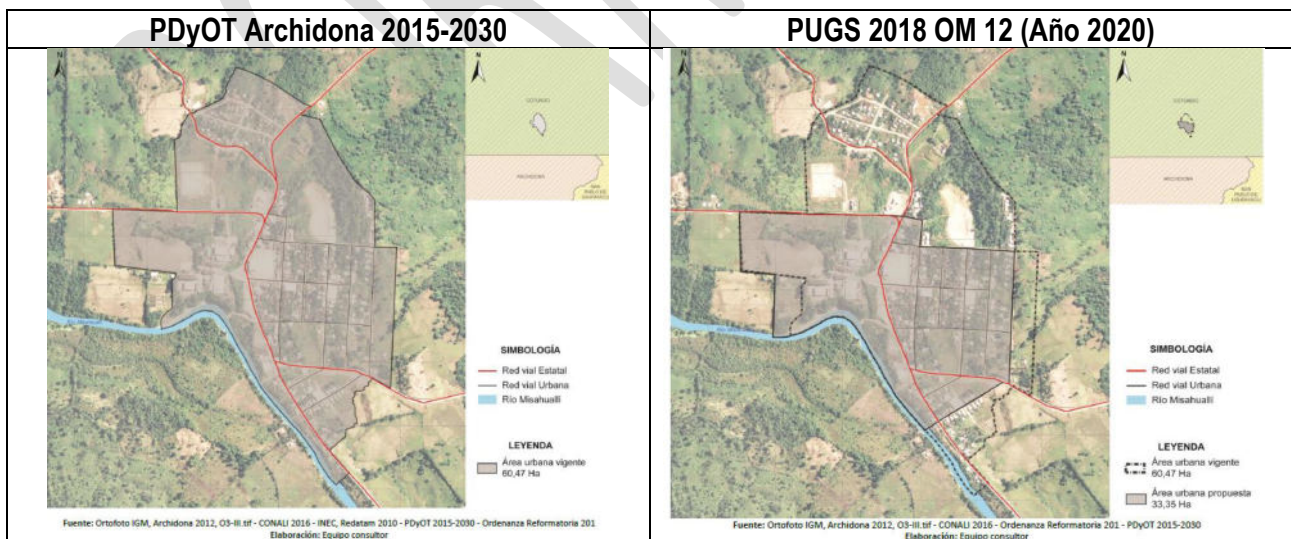 PDyOT Archidona 2015-2030
PUGS 2018 OM 12 (Año 2020)
N
COTUNDO
ARCHIDONA
SIMBOLOGÍA
Red vial Estatal
Red vial Urbana
Río Misahualli
LEYENDA
Área urbana vigente
60,47 Ha
Fuente: Ortofoto IGM, Archidona 2012, O3-III.tif - CONALI 2016 - INEC, Redatam 2010 - PDyOT 2015-2030 - Ordenanza Reformatoria 201
Elaboración: Equipo consultor
N
COTUNDO
ARCHIDONA
SIMBOLOGÍA
Red vial Estatal
Red vial Urbana
Río Misahualli
LEYENDA
Área urbana vigente
60,47 Ha
Área urbana propuesta
33,35 Ha
Fuente: Ortofoto IGM, Archidona 2012, O3-III.tif - CONALI 2016 - Ordenanza Reformatoria 201 - PDyOT 2015-2030
Elaboración: Equipo consultor